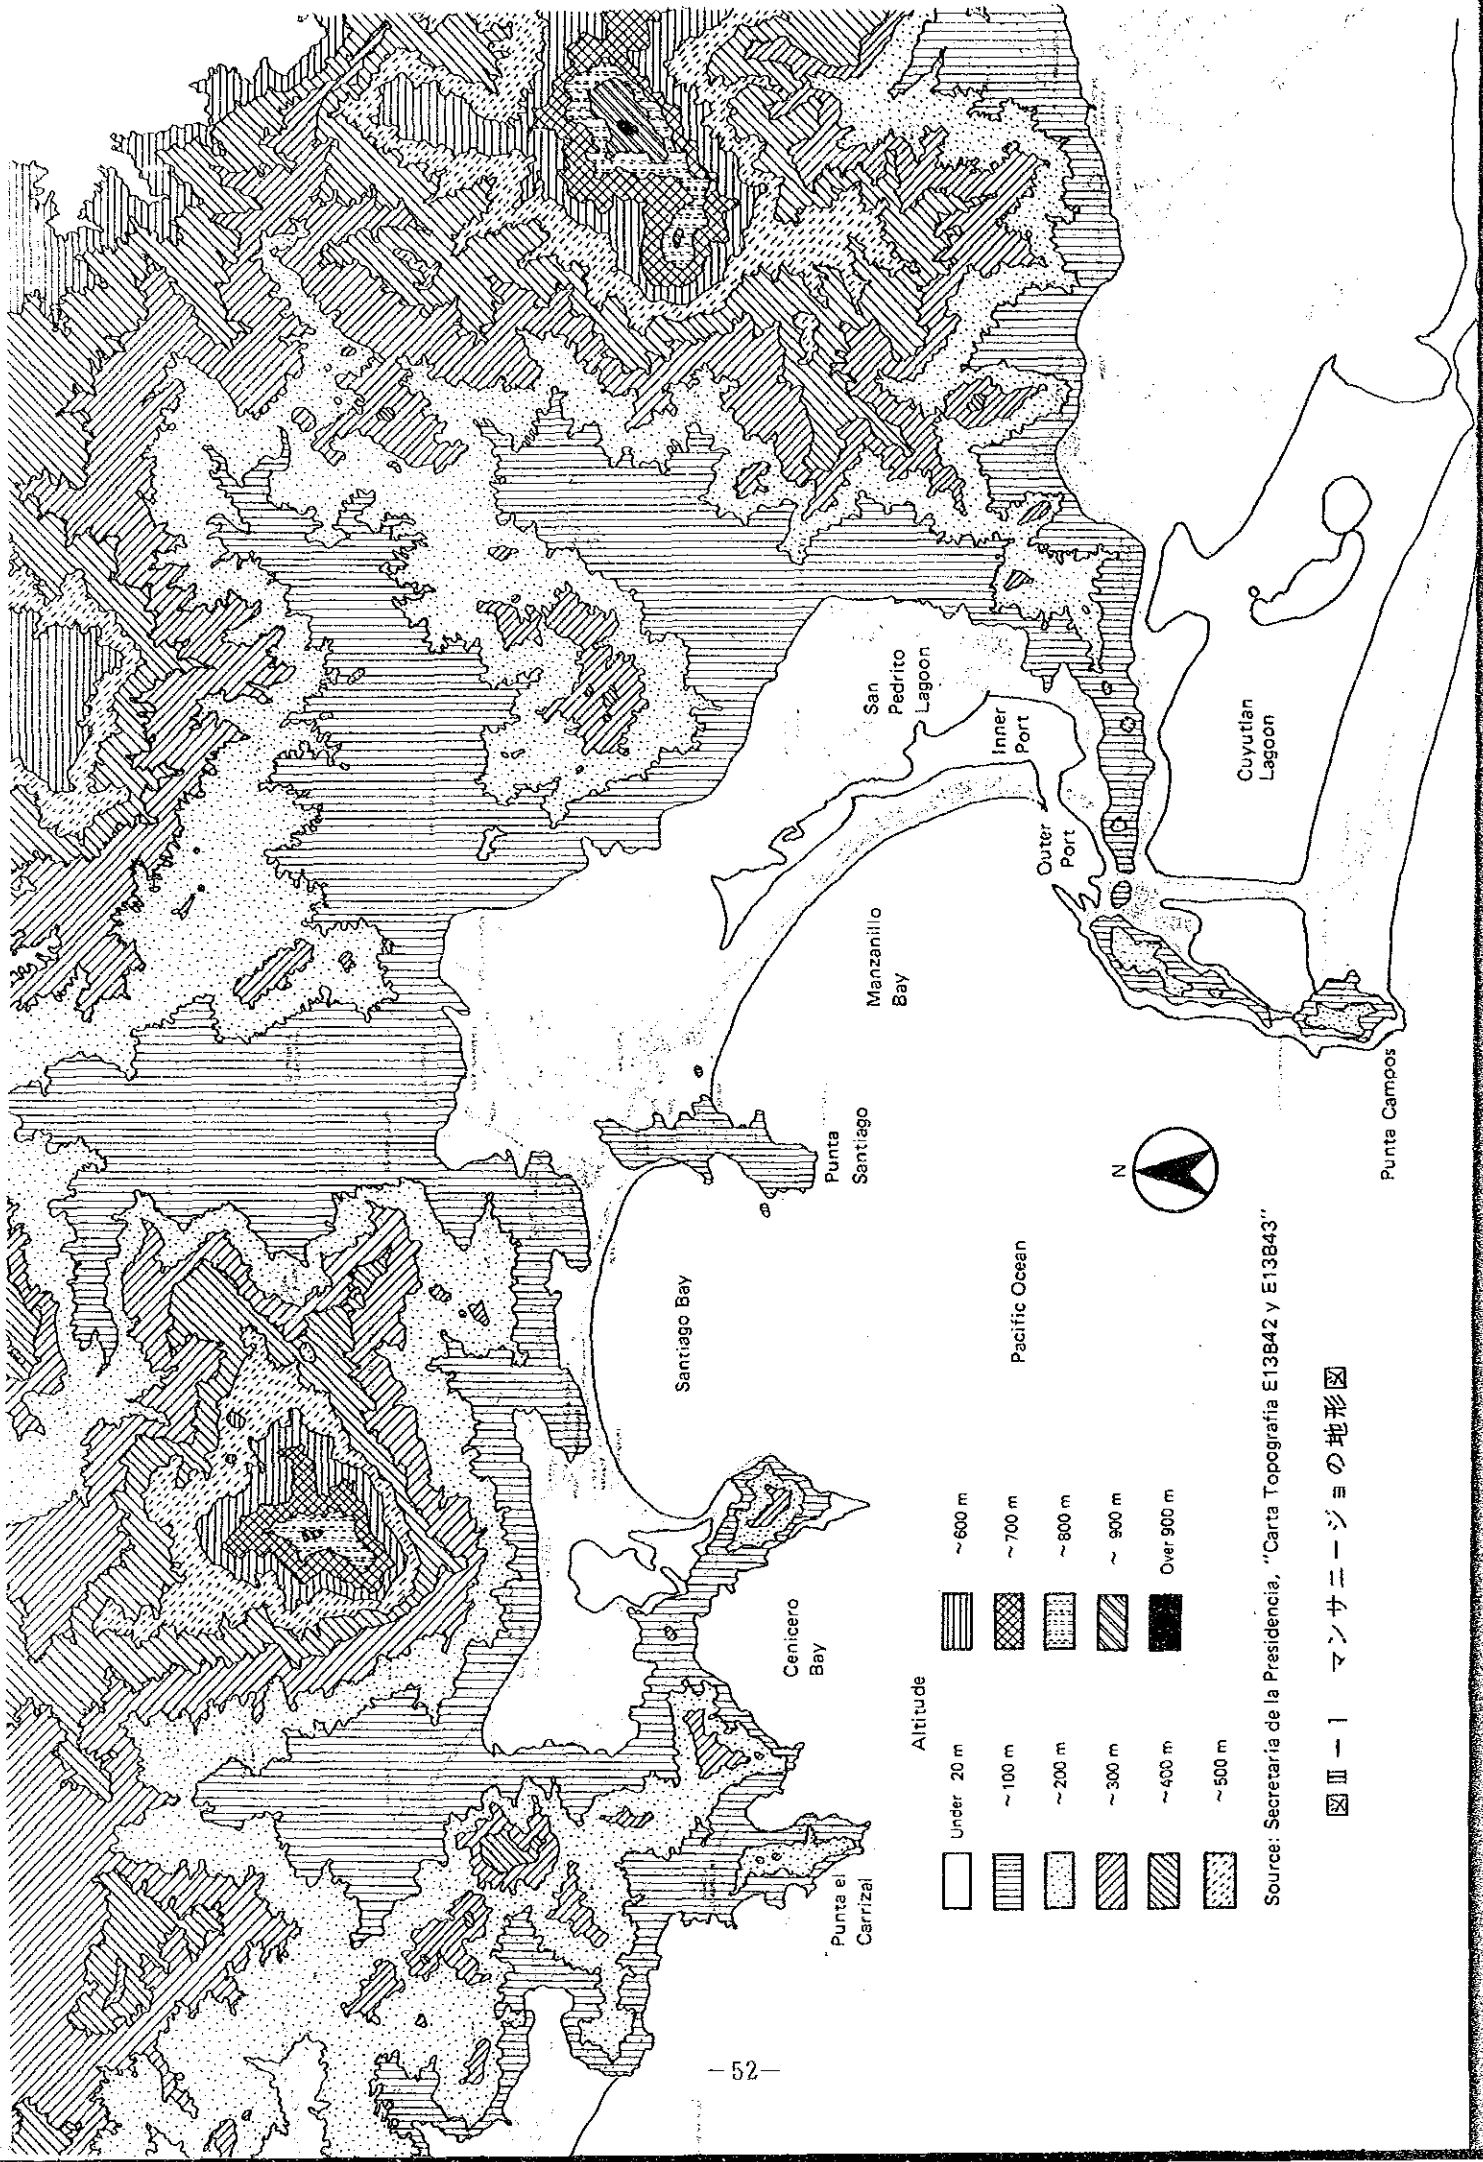 San
Pedrito
Lagoon
Inner
Port
Outer
Port
Cuyutlan
Lagoon
Manzanillo
Bay
Punta
Santiago
Punta Campos
N
Santiago Bay
Pacific Ocean
Cenicero
Bay
Punta el
Carrizal
Altitude
Under 20 m
~100 m
~200 m
~300 m
~400 m
~500 m
~600 m
~700 m
~800 m
~900 m
Over 900 m
Source: Secretaria de la Presidencia, "Carta Topografia E13B42 y E13B43"
図Ⅲ－1 マンサニージョの地形図
—52—